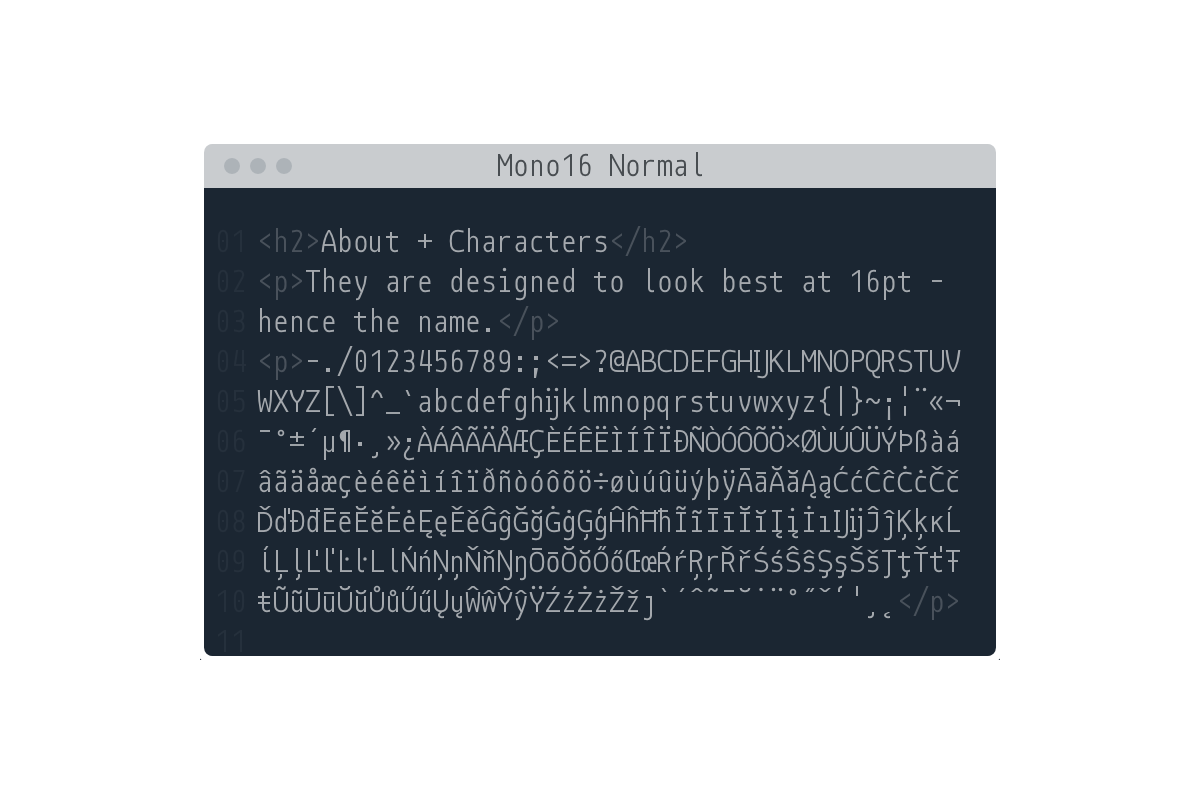 Mono16 Normal
01 <h2>About + Characters</h2>
02 <p>They are designed to look best at 16pt -
03 hence the name.</p>
04 <p>-./0123456789:;<=>?@ABCDEFGHIJKLMNOPQRSTUV
05 WXYZ[\]^_`abcdefghijklmnopqrstuvwxyz{|}~¡¦¨«¬
06 ¯°±´µ¶·¸»¿ÀÁÂÃÄÅÆÇÈÉÊËÌÍÎÏÐÑÒÓÔÕÖ×ØÙÚÛÜÝÞßàá
07 âãäåæçèéêëìíîïðñòóôõö÷øùúûüýþÿĀāĂăĄąĆćĈĉĊċČč
08 ĎďĐđĒēĔĕĖėĘęĚěĜĝĞğĠġĢģĤĥĦħĨĩĪīĬĭĮįİıĲĳĴĵĶķĸĹ
09 ĺĻļĽľĿŀŁłŃńŅņŇňŊŋŌōŎŏŐőŒœŔŕŖŗŘřŚśŜŝŞşŠšŢţŤťŦ
10 ŧŨũŪūŬŭŮůŰűŲųŴŵŶŷŸŹźŻżŽžȷ`´ˆ˜¯˘˙¨˚˝ˇ‘'¸˛</p>
11